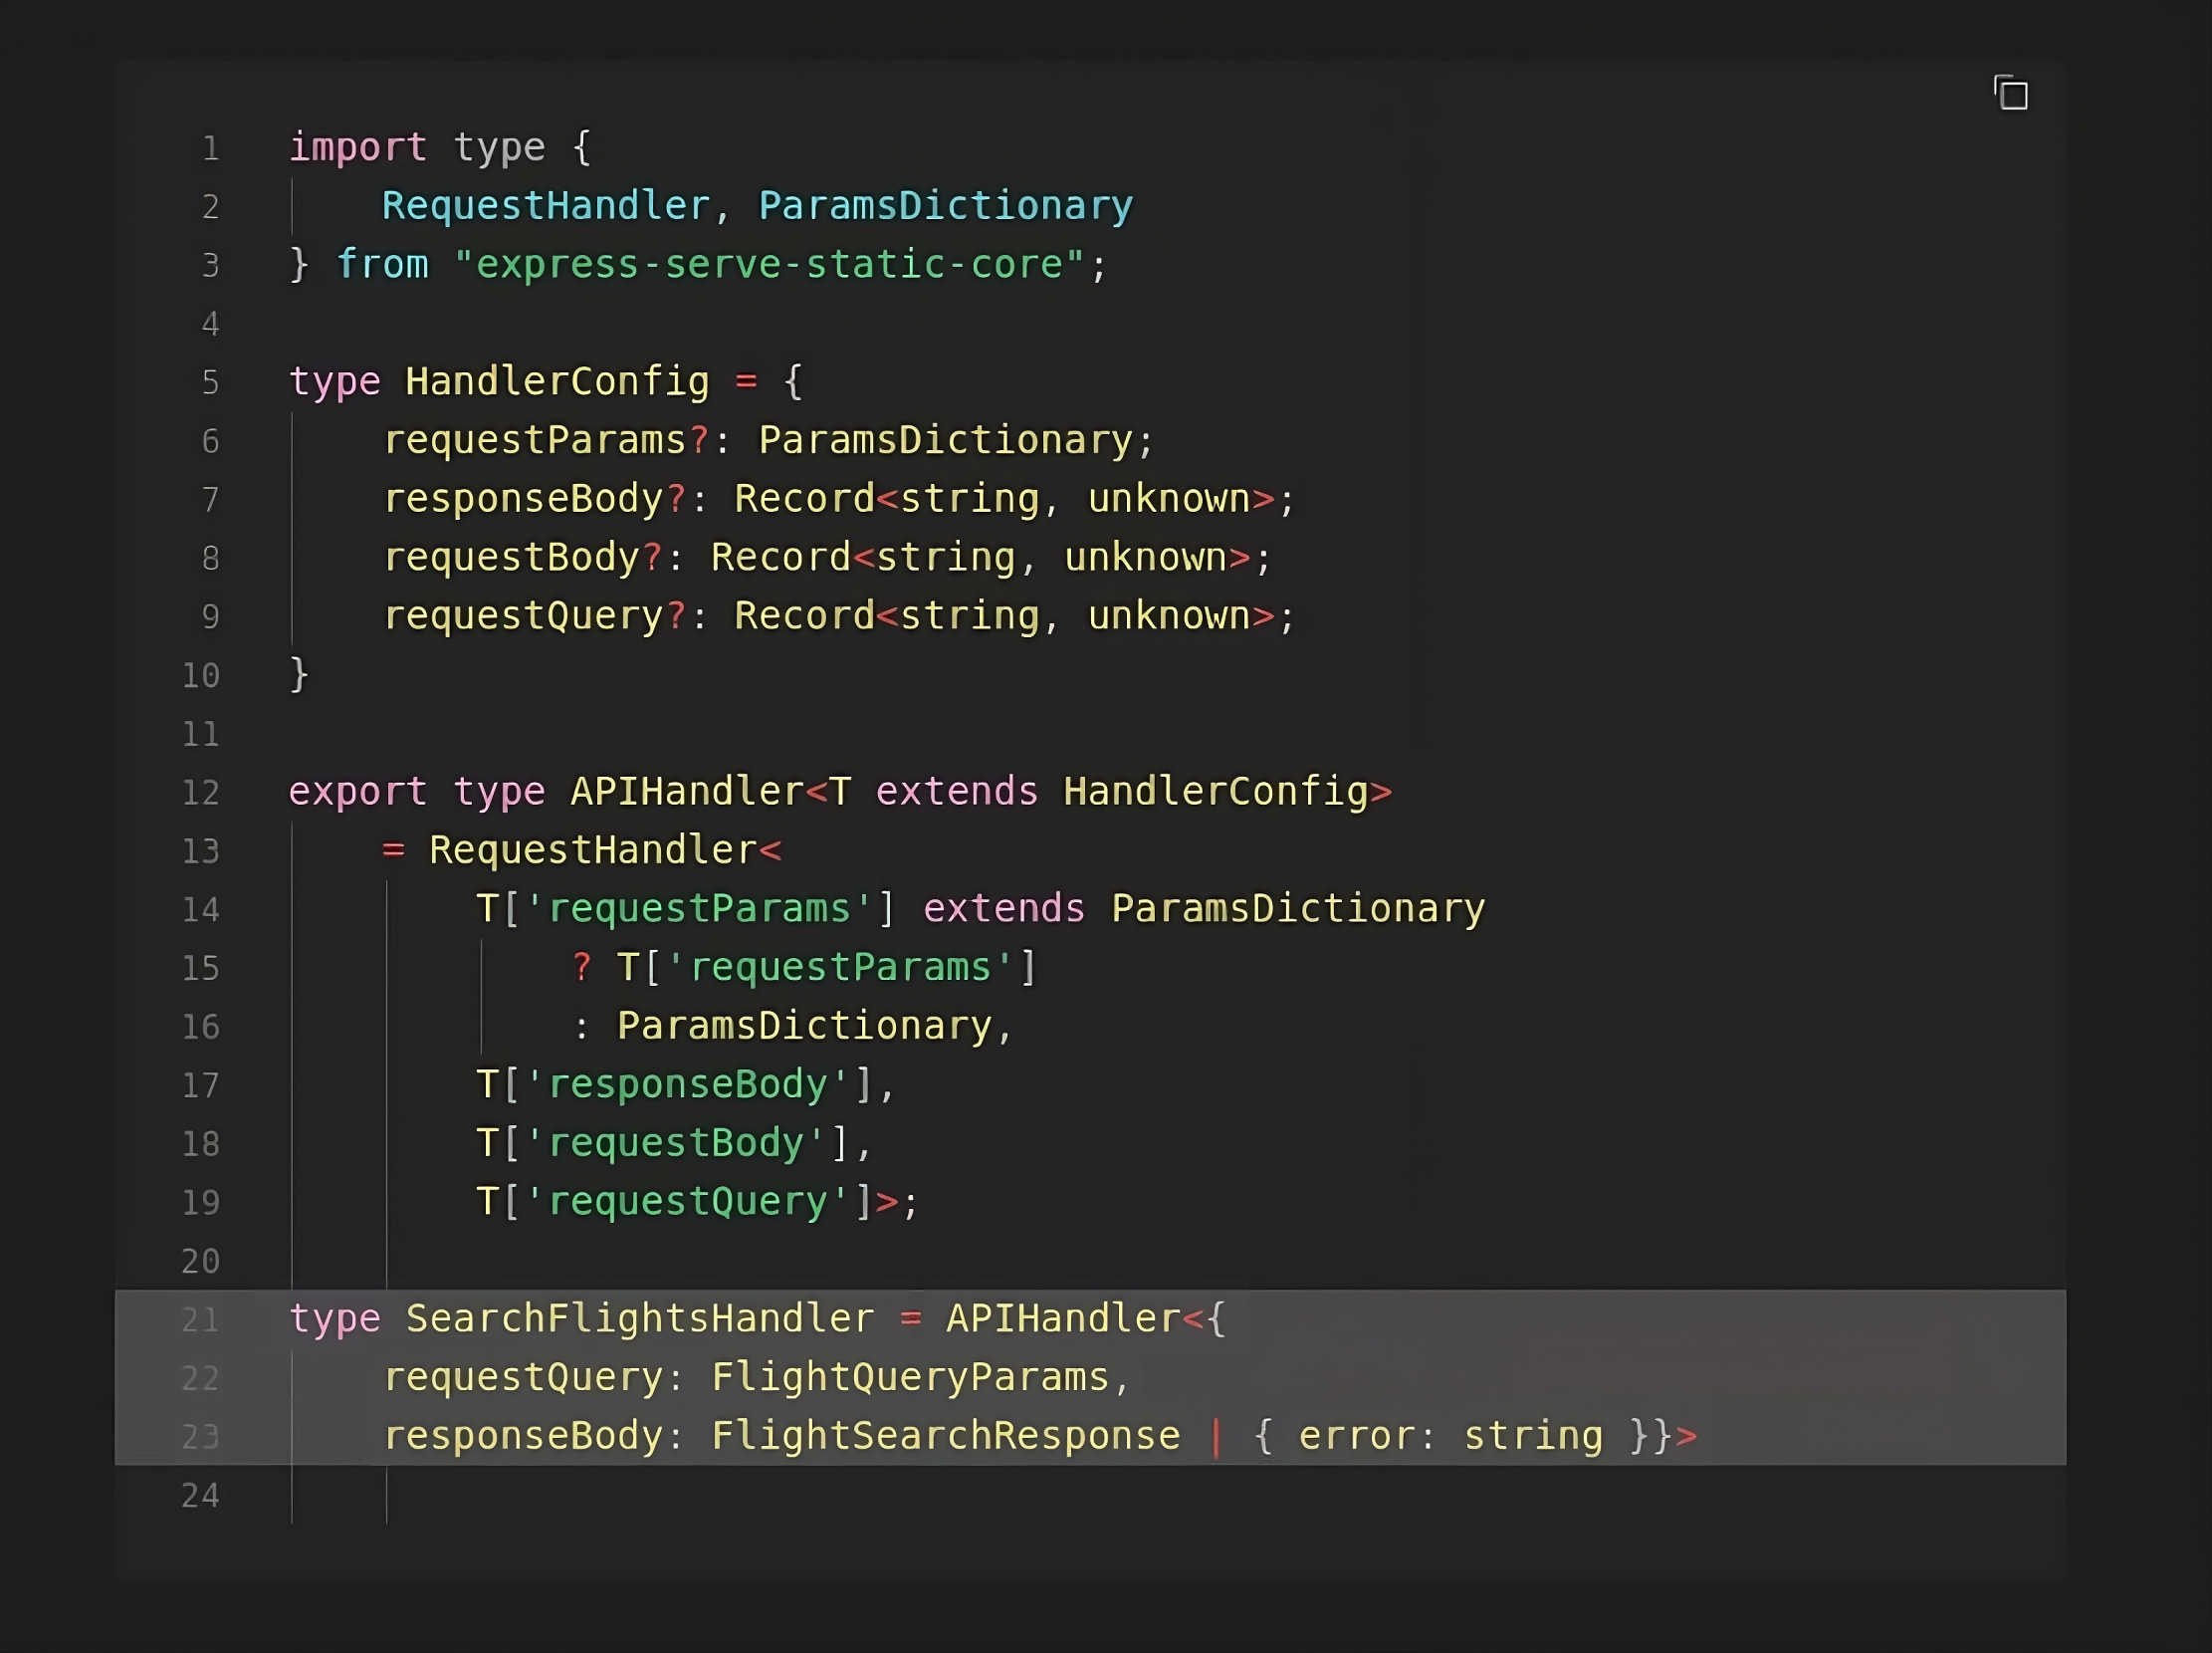 1 import type {
2 RequestHandler, ParamsDictionary
3 } from "express-serve-static-core";
4
5 type HandlerConfig = {
6 requestParams?: ParamsDictionary;
7 responseBody?: Record<string, unknown>;
8 requestBody?: Record<string, unknown>;
9 requestQuery?: Record<string, unknown>;
10 }
11
12 export type APIHandler<T extends HandlerConfig>
13 = RequestHandler<
14 T['requestParams'] extends ParamsDictionary
15 ? T['requestParams']
16 : ParamsDictionary,
17 T['responseBody'],
18 T['requestBody'],
19 T['requestQuery']>;
20
21 type SearchFlightsHandler = APIHandler<{
22 requestQuery: FlightQueryParams,
23 responseBody: FlightSearchResponse | { error: string }}>
24